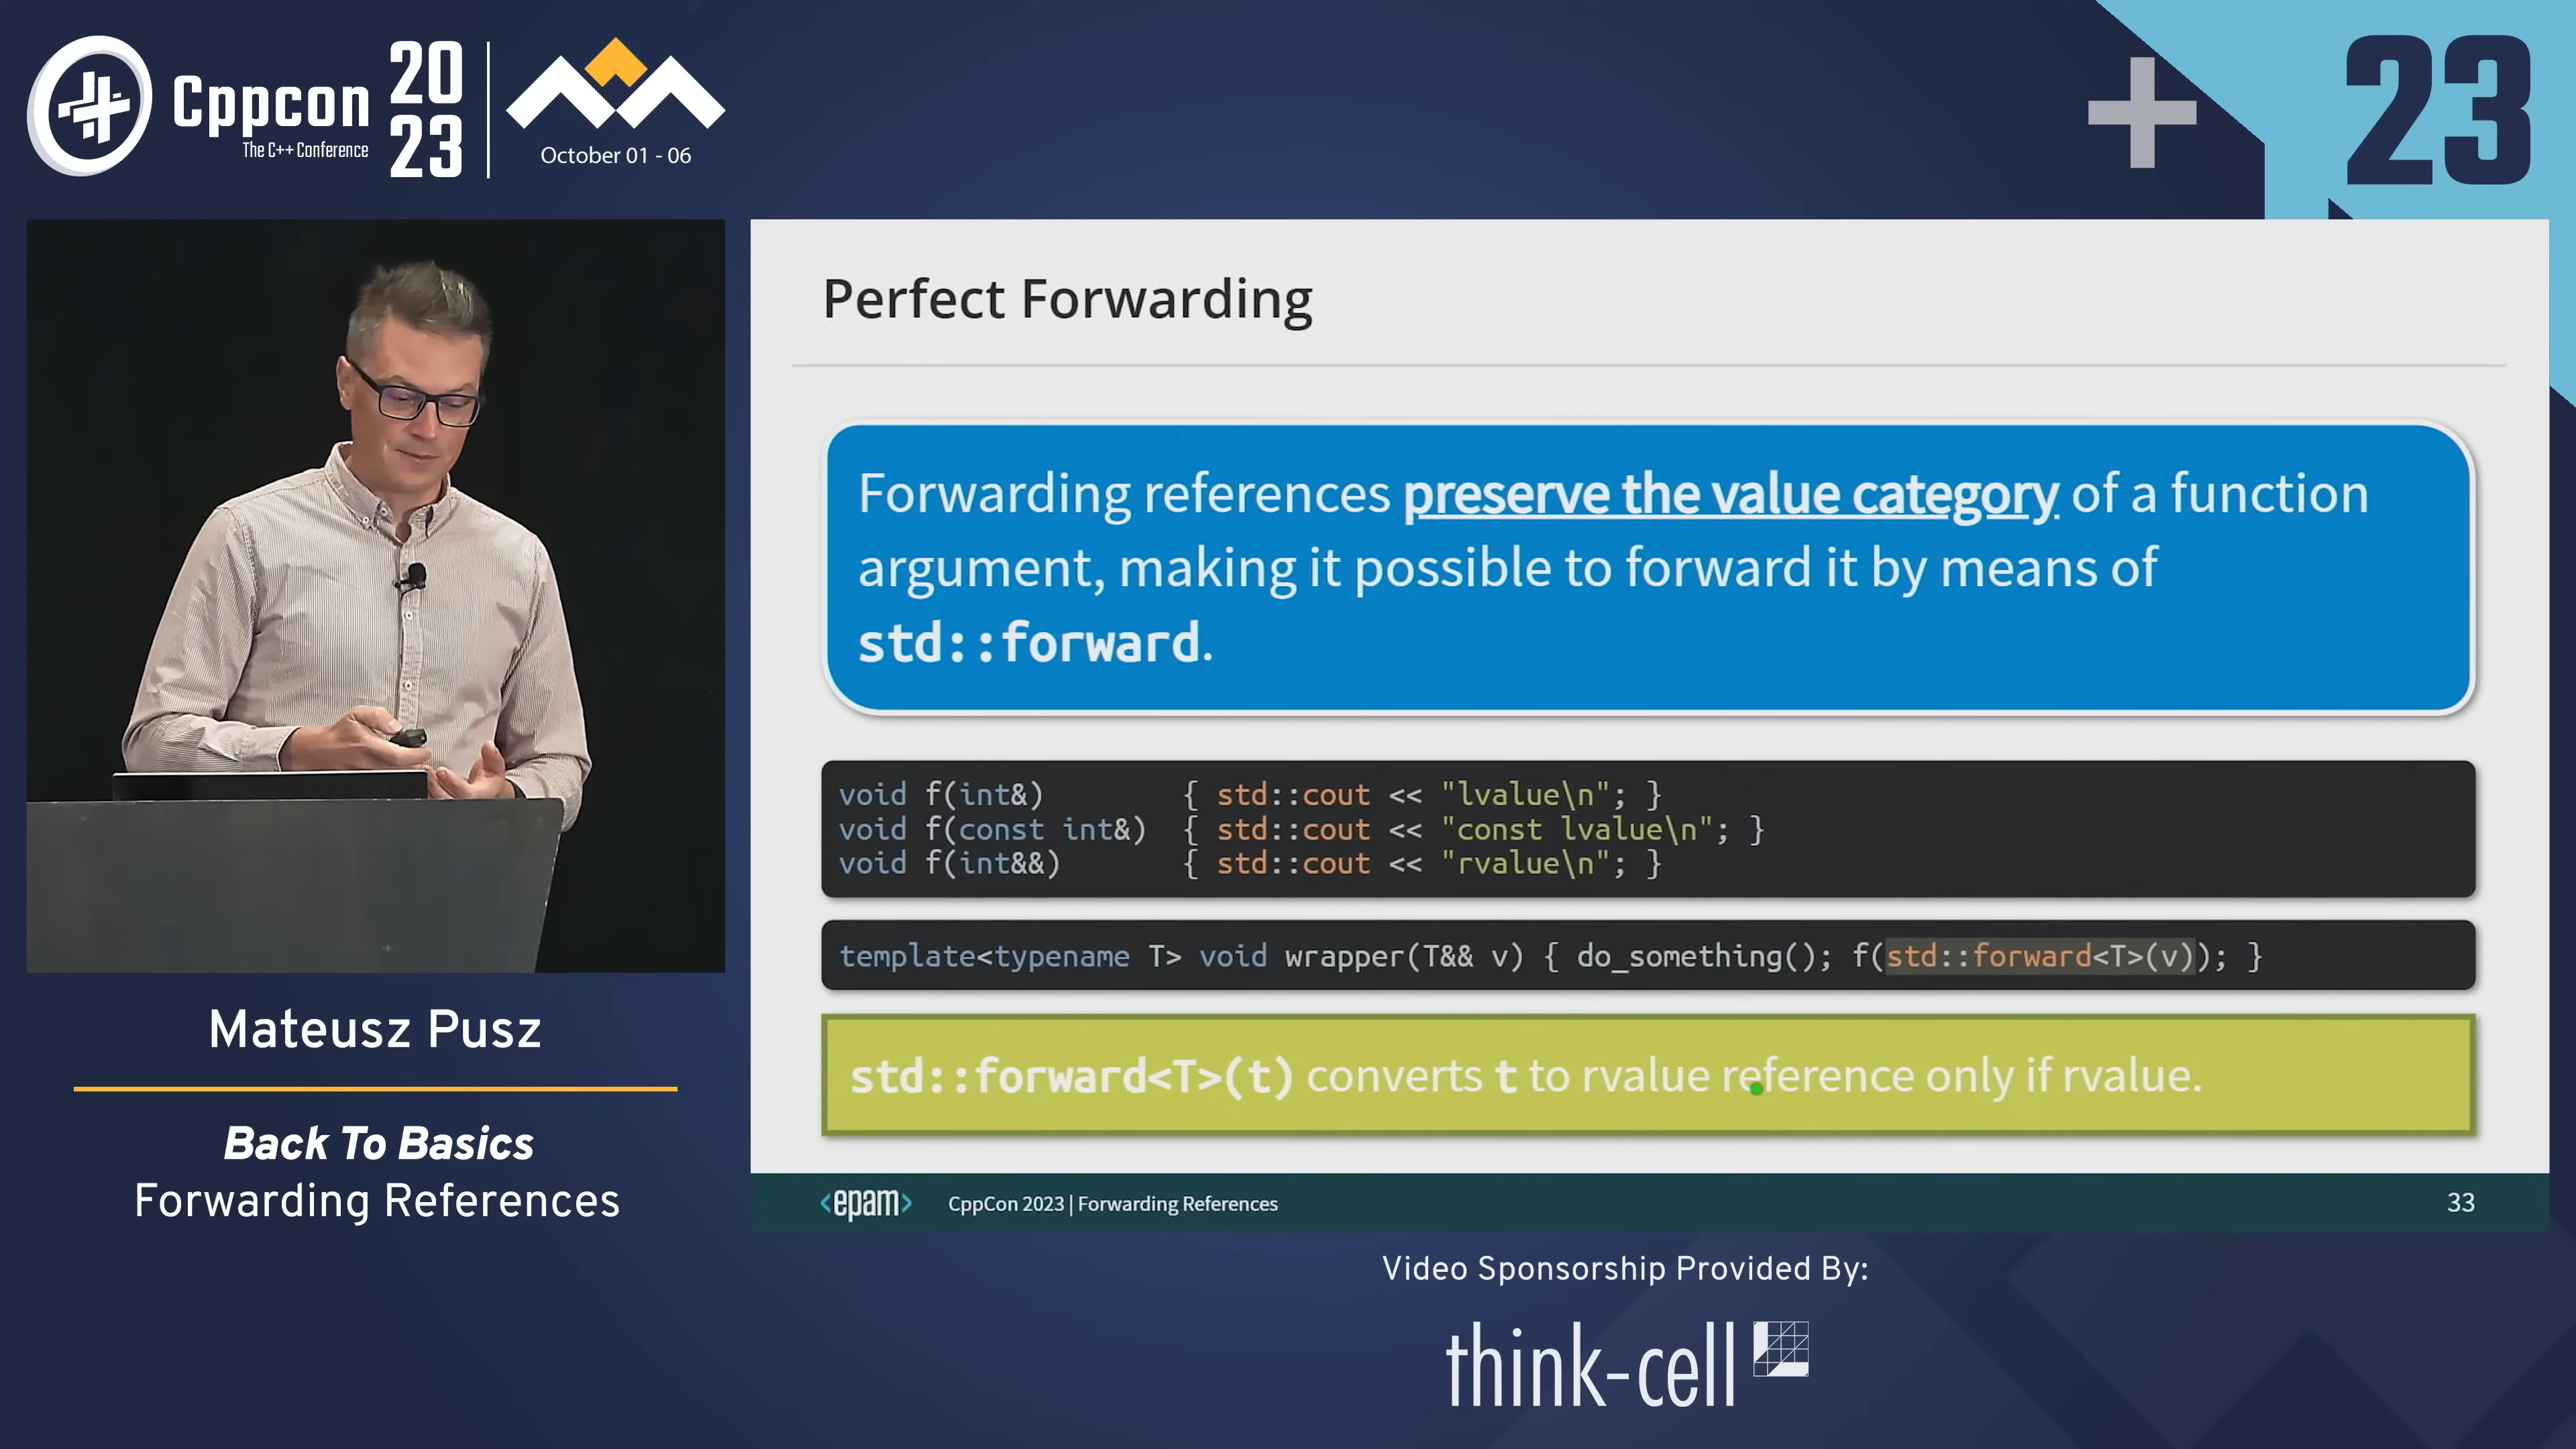 Cppcon
The C++ Conference
20
23
October 01 - 06
23
Perfect Forwarding
Forwarding references preserve the value category of a function
argument, making it possible to forward it by means of
std::forward.
void f(int&) { std::cout << "lvalue\n"; }
void f(const int&) { std::cout << "const lvalue\n"; }
void f(int&&) { std::cout << "rvalue\n"; }
template<typename T> void wrapper(T&& v) { do_something(); f(std::forward<T>(v)); }
std::forward<T>(t) converts t to rvalue reference only if rvalue.
<epam> CppCon 2023 | Forwarding References 33
Mateusz Pusz
Back To Basics
Forwarding References
Video Sponsorship Provided By:
think-cell